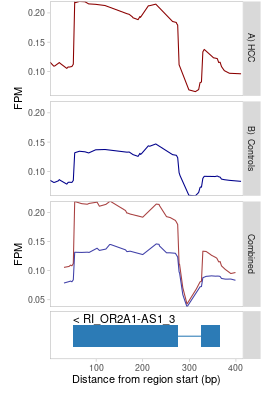 0.20
0.15
0.10
A) HCC
FPM
0.20
0.15
0.10
B) Controls
0.20
0.15
0.10
0.05
Combined
FPM
< RI_OR2A1-AS1_3
100 200 300 400
Distance from region start (bp)